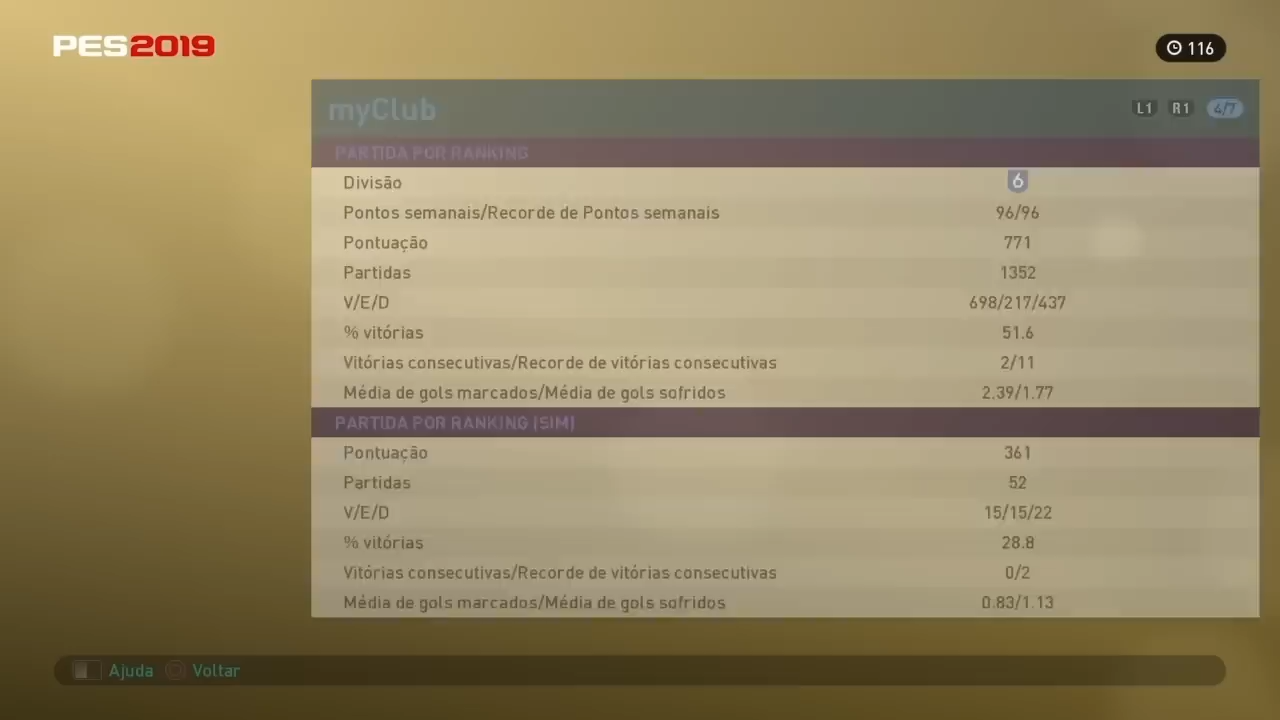 PES2019
116
myClub
L1 R1 4/7
PARTIDA POR RANKING
Divisão 6
Pontos semanais/Recorde de Pontos semanais 96/96
Pontuação 771
Partidas 1352
V/E/D 698/217/437
% vitórias 51.6
Vitórias consecutivas/Recorde de vitórias consecutivas 2/11
Média de gols marcados/Média de gols sofridos 2.39/1.77
PARTIDA POR RANKING (SIM)
Pontuação 361
Partidas 52
V/E/D 15/15/22
% vitórias 28.8
Vitórias consecutivas/Recorde de vitórias consecutivas 0/2
Média de gols marcados/Média de gols sofridos 0.83/1.13
Ajuda Voltar